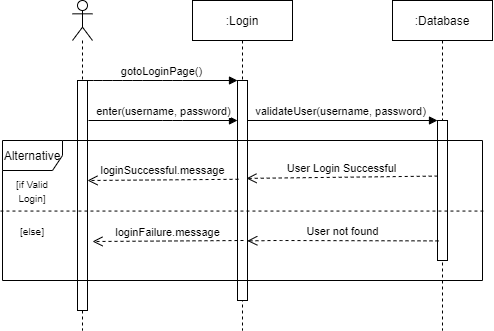 :Login
:Database
gotoLoginPage()
enter(username, password)
validateUser(username, password)
Alternative
loginSuccessful.message
User Login Successful
[if Valid
Login]
[else]
loginFailure.message
User not found